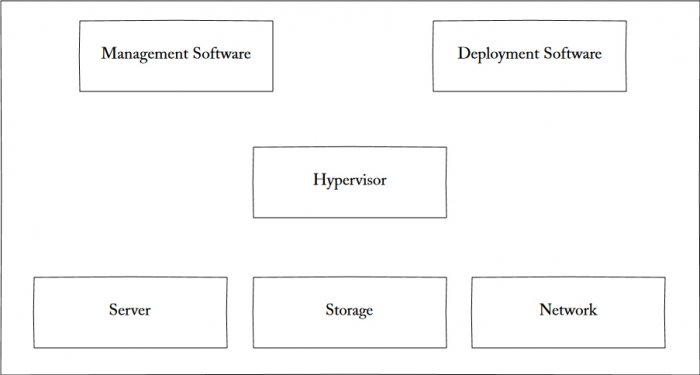 Management Software
Deployment Software
Hypervisor
Server
Storage
Network